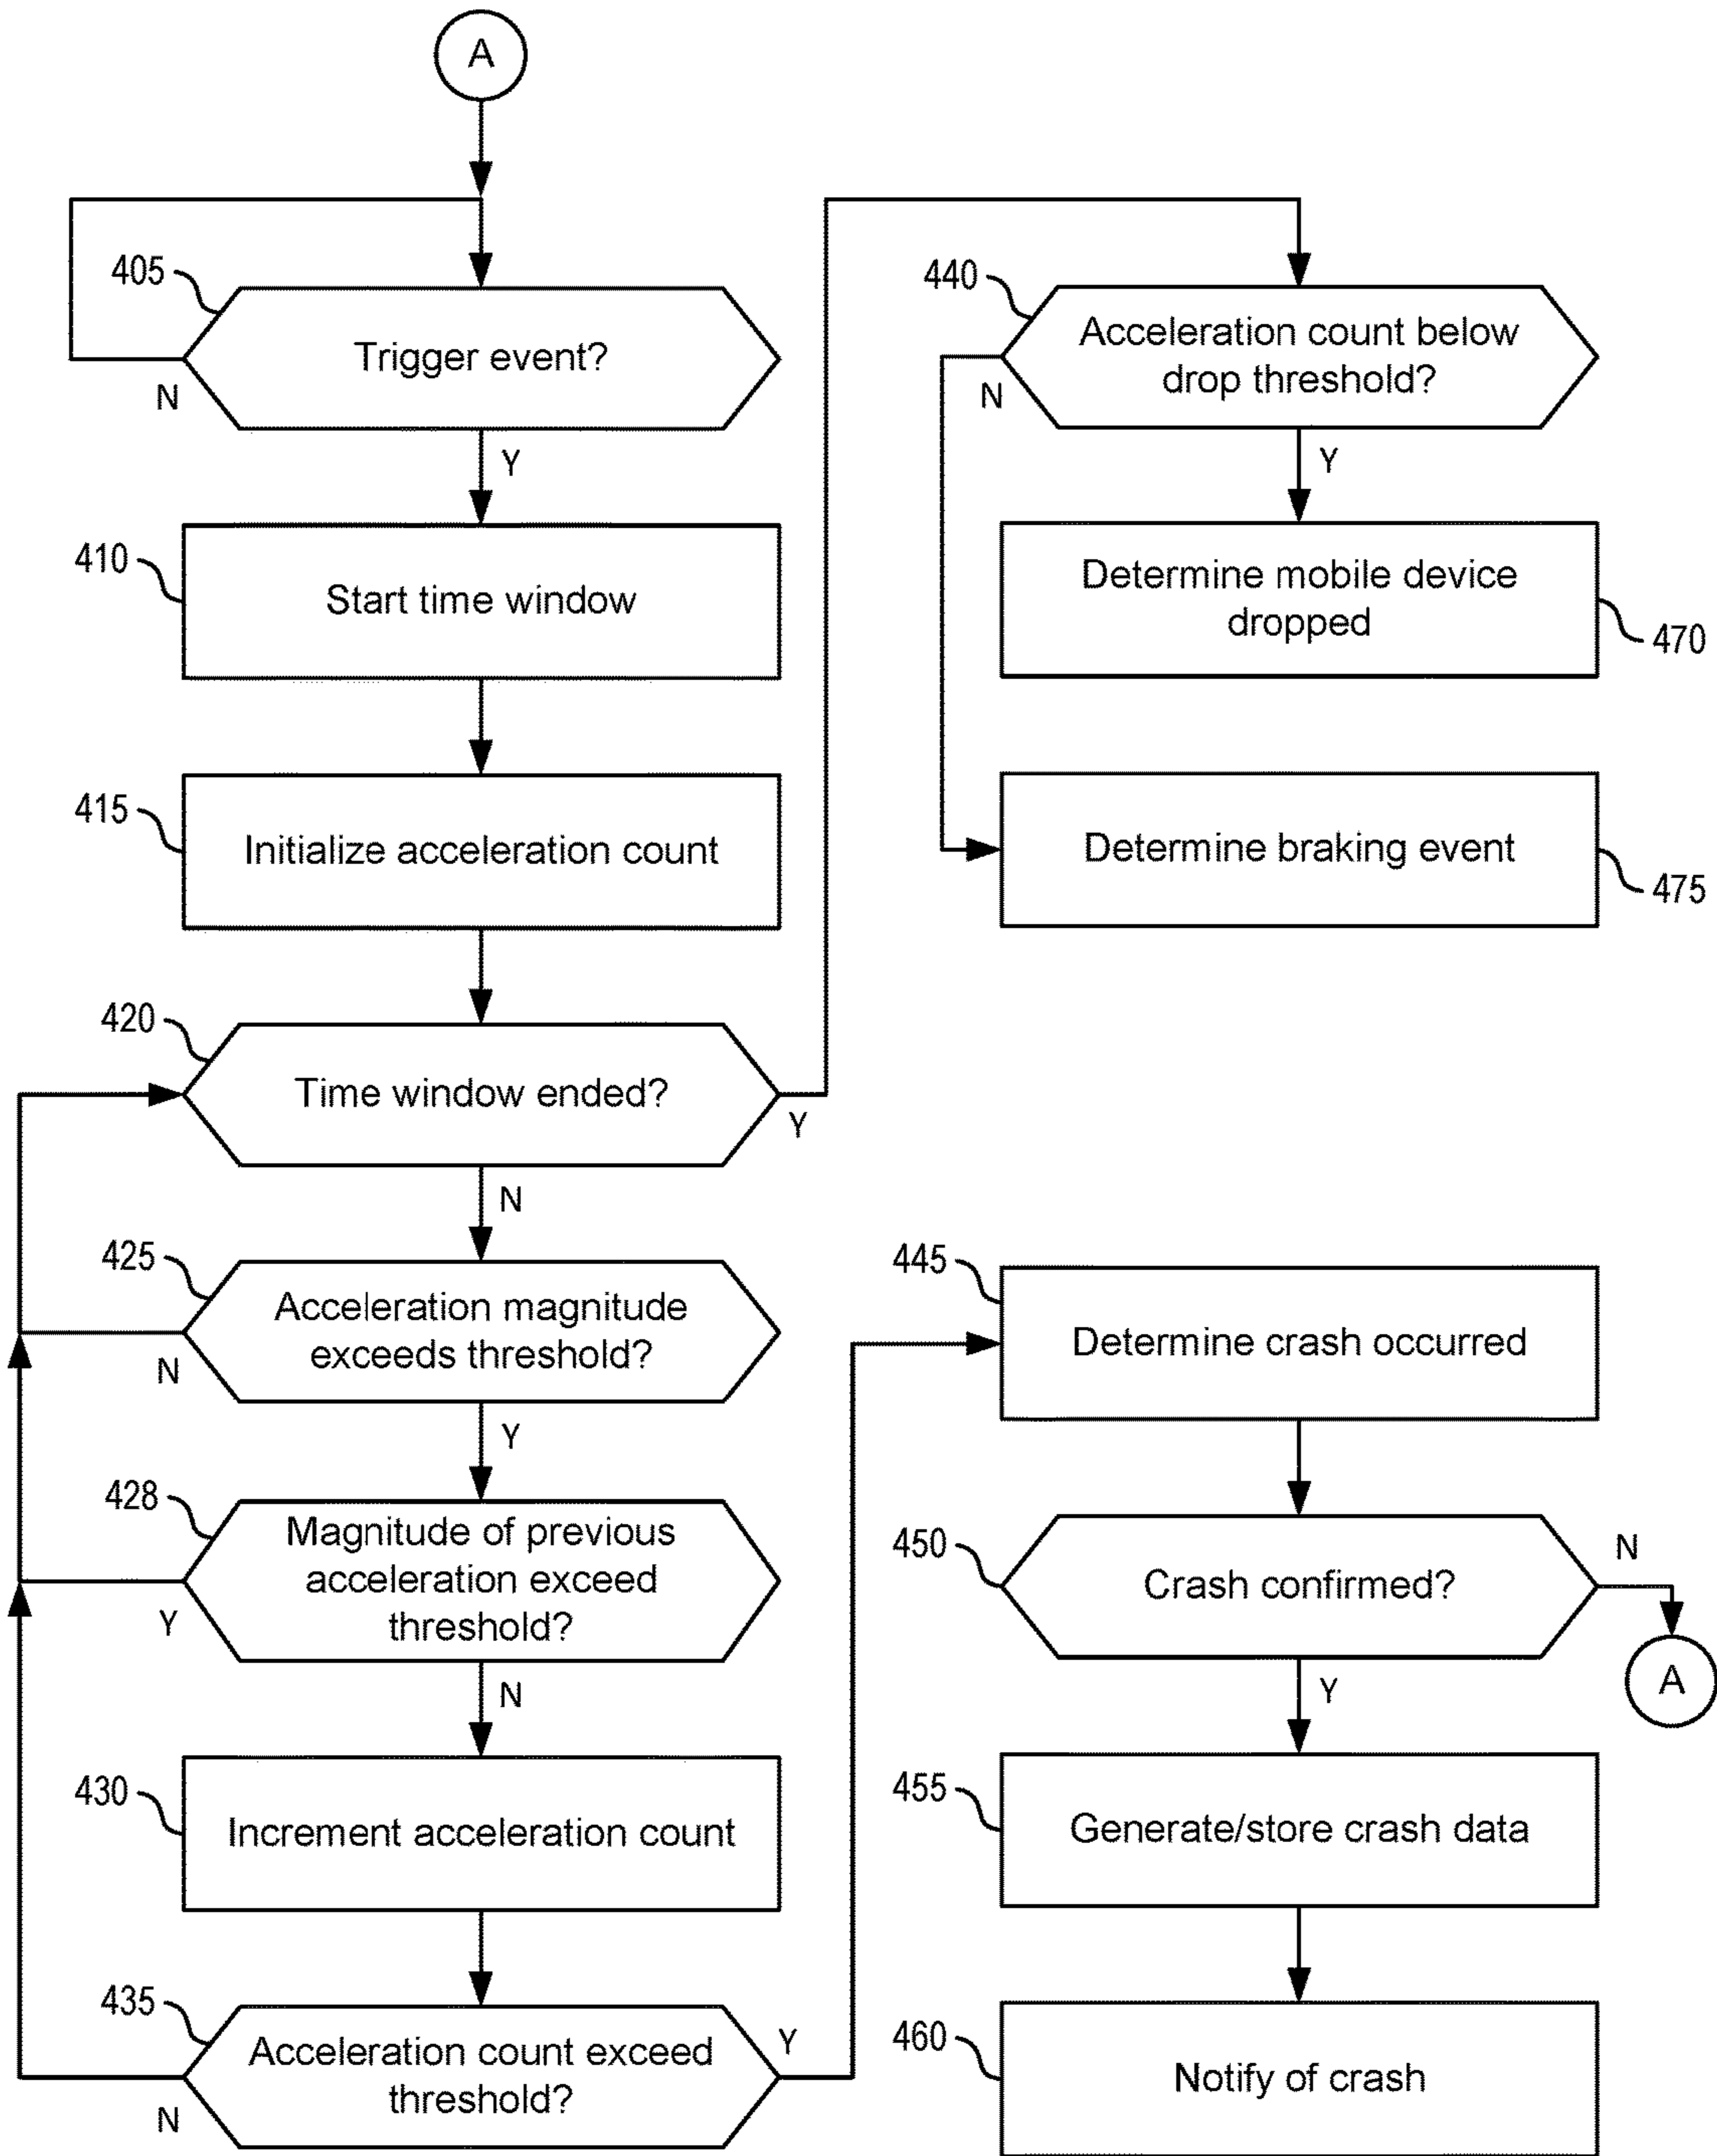 A
405
Trigger event?
N
Y
410
Start time window
415
Initialize acceleration count
420
Time window ended?
Y
N
425
Acceleration magnitude
exceeds threshold?
N
Y
428
Magnitude of previous
acceleration exceed
threshold?
Y
N
430
Increment acceleration count
435
Acceleration count exceed
threshold?
Y
N
440
Acceleration count below
drop threshold?
N
Y
Determine mobile device
dropped
470
Determine braking event
475
445
Determine crash occurred
450
Crash confirmed?
N
A
Y
455
Generate/store crash data
460
Notify of crash